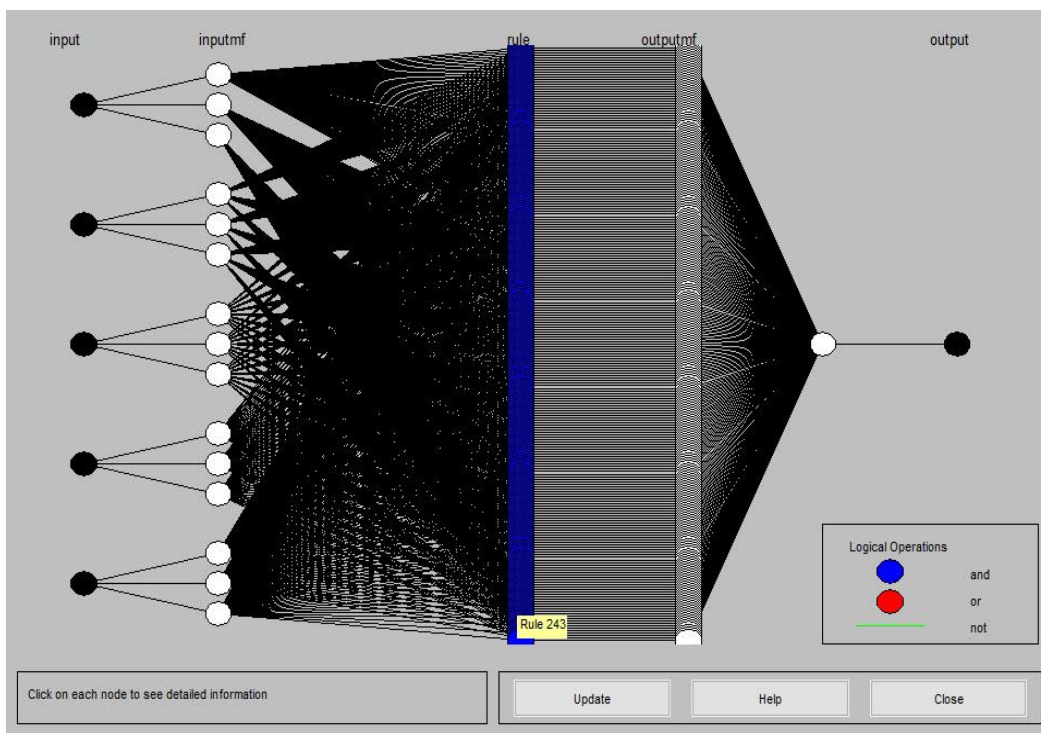 input inputmf rule outputmf output
Rule 243
Logical Operations
and
or
not
Click on each node to see detailed information
Update Help Close